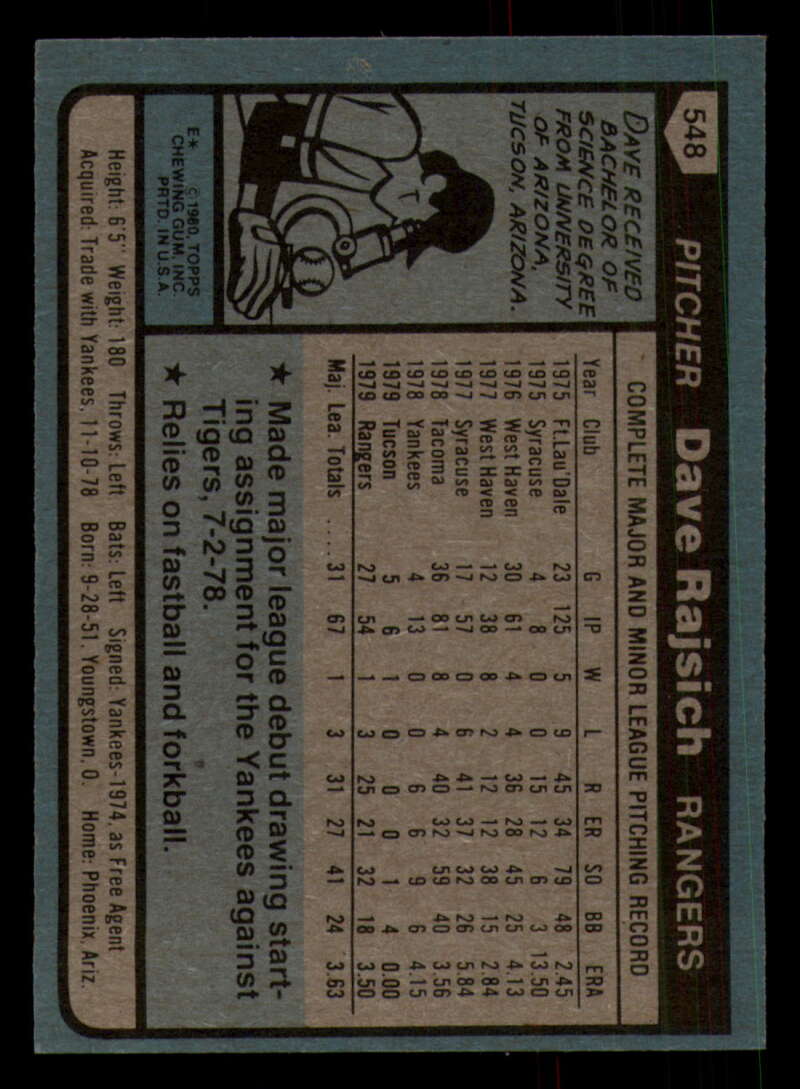 548 PITCHER Dave Rajsich RANGERS
DAVE RECEIVED
BACHELOR OF
SCIENCE DEGREE
FROM UNIVERSITY
OF ARIZONA,
TUCSON, ARIZONA.
E✶ © 1980 TOPPS
CHEWING GUM, INC.
PRTD. IN U.S.A.
COMPLETE MAJOR AND MINOR LEAGUE PITCHING RECORD
Year Club G IP W L R ER SO BB ERA
1975 Ft.Lau'Dale 23 125 5 9 45 34 79 48 2.45
1975 Syracuse 4 8 0 0 15 12 6 3 13.50
1976 West Haven 30 61 4 4 36 28 45 25 4.13
1977 West Haven 12 38 8 2 12 12 38 15 2.84
1977 Syracuse 17 57 0 6 41 37 32 26 5.84
1978 Tacoma 36 81 8 4 40 32 59 40 3.56
1978 Yankees 4 13 0 0 6 6 9 6 4.15
1979 Tucson 5 6 1 0 0 0 1 4 0.00
1979 Rangers 27 54 1 3 25 21 32 18 3.50
Maj. Lea. Totals ..... 31 67 1 3 31 27 41 24 3.63
★ Made major league debut drawing start-
ing assignment for the Yankees against
Tigers, 7-2-78.
★ Relies on fastball and forkball.
Height: 6'5" Weight: 180 Throws: Left Bats: Left Signed: Yankees-1974, as Free Agent
Acquired: Trade with Yankees, 11-10-78 Born: 9-28-51, Youngstown, O. Home: Phoenix, Ariz.